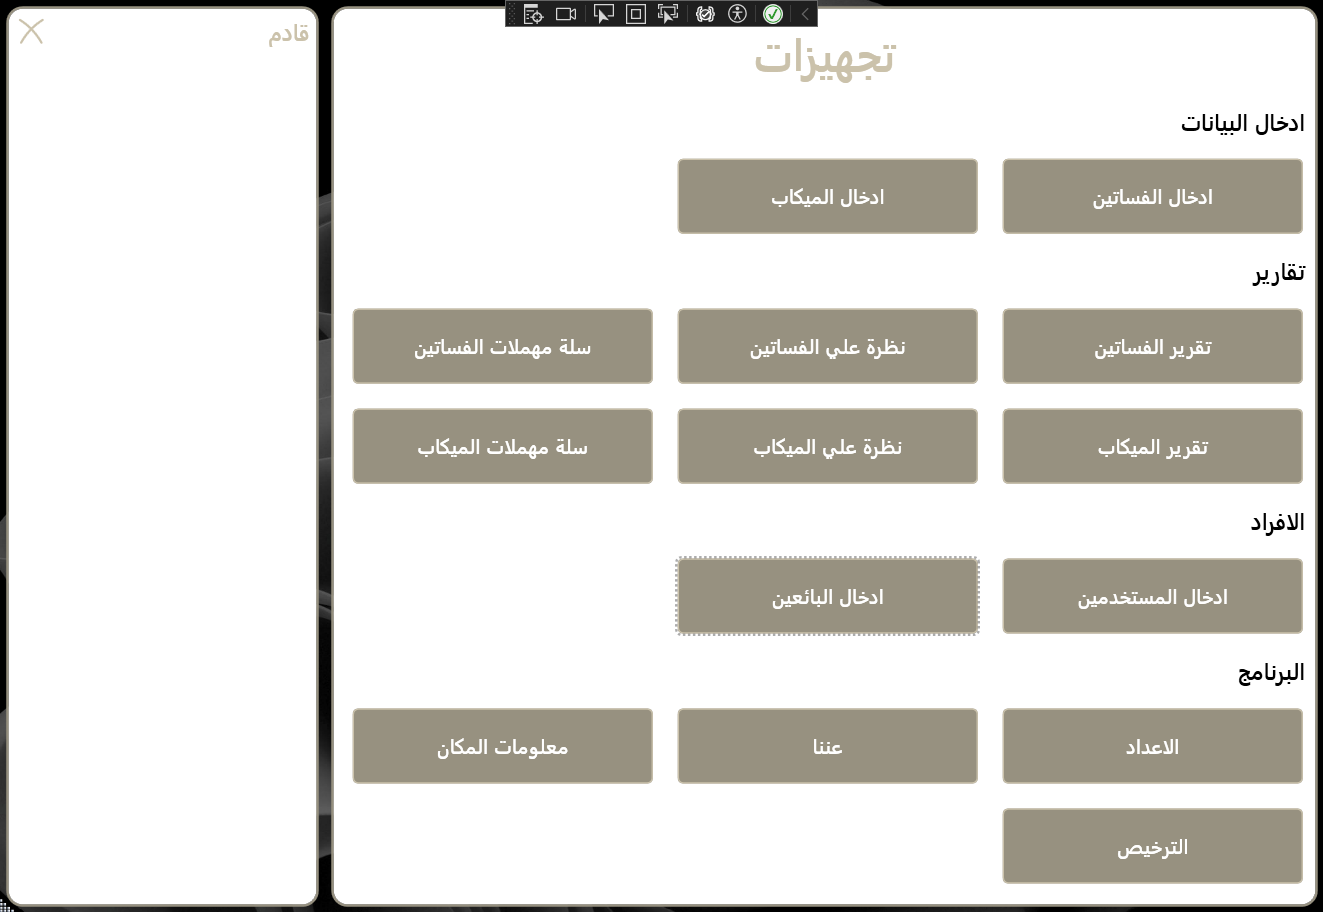 تجهيزات
ادخال البيانات
ادخال الفساتين
ادخال الميكاب
تقارير
تقرير الفساتين
نظرة علي الفساتين
سلة مهملات الفساتين
تقرير الميكاب
نظرة علي الميكاب
سلة مهملات الميكاب
الافراد
ادخال المستخدمين
ادخال البائعين
البرنامج
الاعداد
عننا
معلومات المكان
الترخيص
قادم